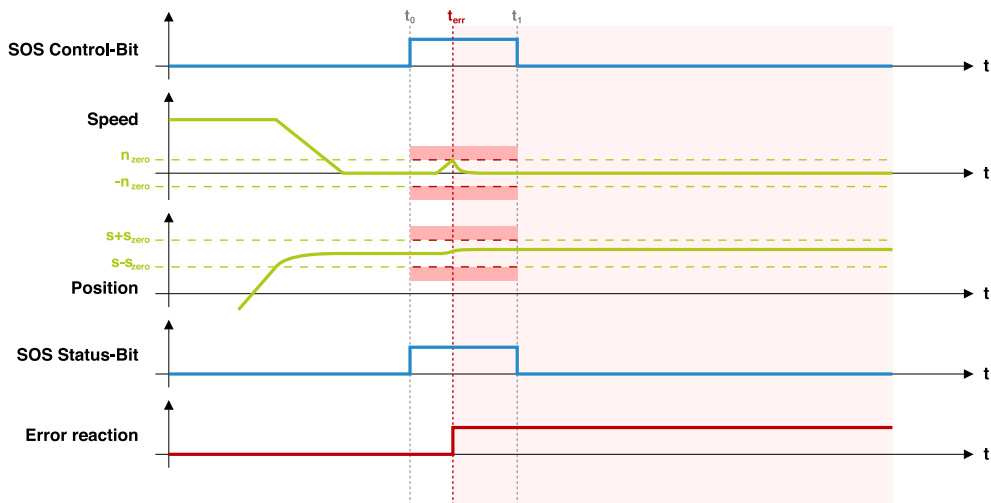 t0 terr t1
SOS Control-Bit
t
Speed
nzero
-nzero
t
s+szero
s-szero
Position
t
SOS Status-Bit
t
Error reaction
t